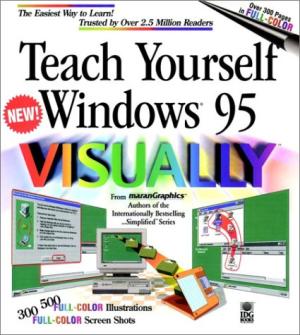 The Easiest Way to Learn!
Trusted by Over 2.5 Million Readers
Over 300 Pages
in FULL-COLOR
Teach Yourself
Windows® 95
NEW!
VISUALLY™
From maranGraphics™
Authors of the
Internationally Bestselling
...Simplified® Series
300 FULL-COLOR Screen Shots
500 FULL-COLOR Illustrations
IDG
BOOKS